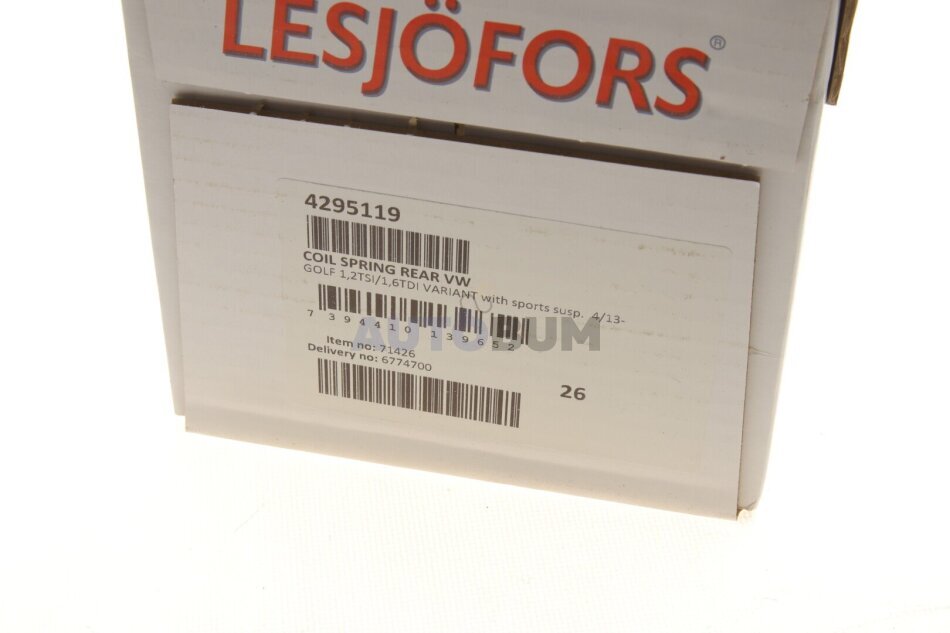 LESJÖFORS®
4295119
COIL SPRING REAR VW
GOLF 1,2TSI/1,6TDI VARIANT with sports susp. 4/13-
7 394410 139652
AUTOBUM
Item no: 71426
Delivery no: 6774700
26